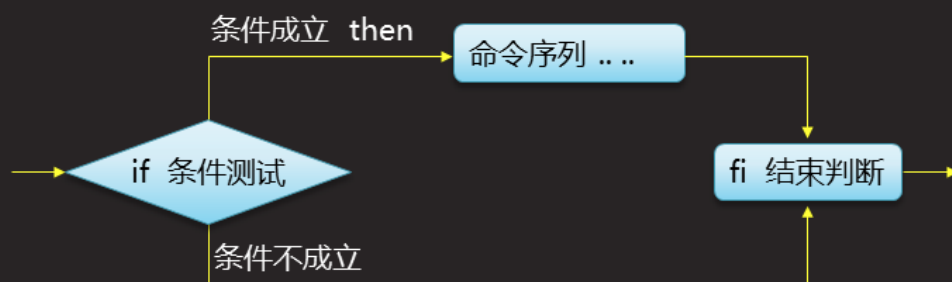 条件成立 then
命令序列 .. ..
if 条件测试
fi 结束判断
条件不成立